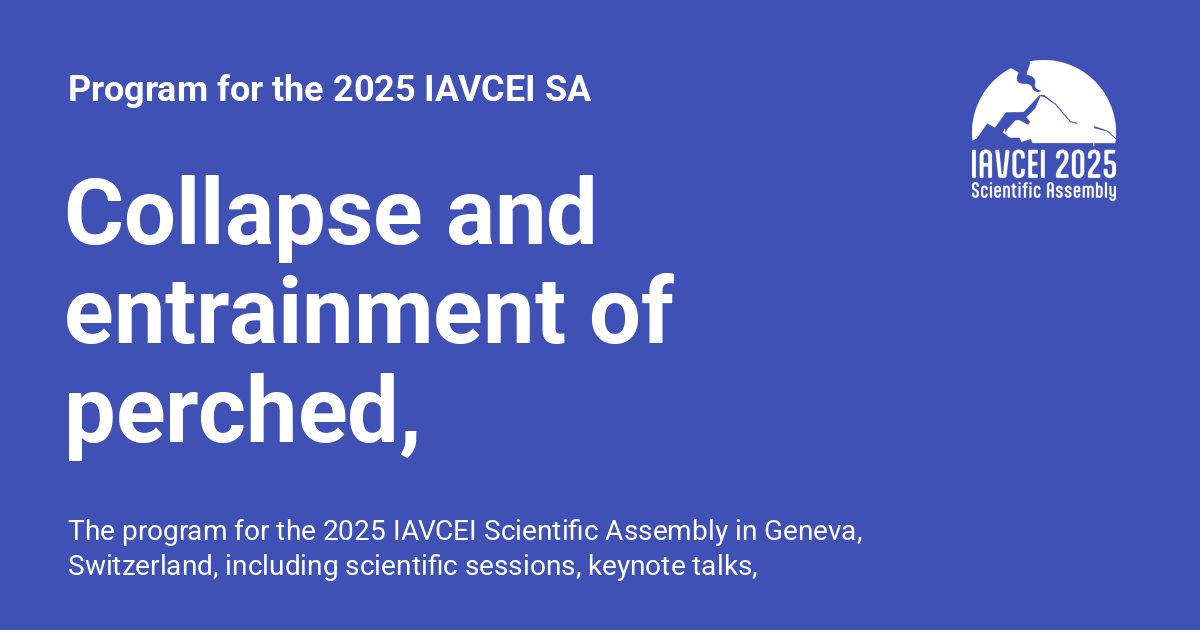 Program for the 2025 IAVCEI SA
IAVCEI 2025
Scientific Assembly
Collapse and
entrainment of
perched,
The program for the 2025 IAVCEI Scientific Assembly in Geneva,
Switzerland, including scientific sessions, keynote talks,